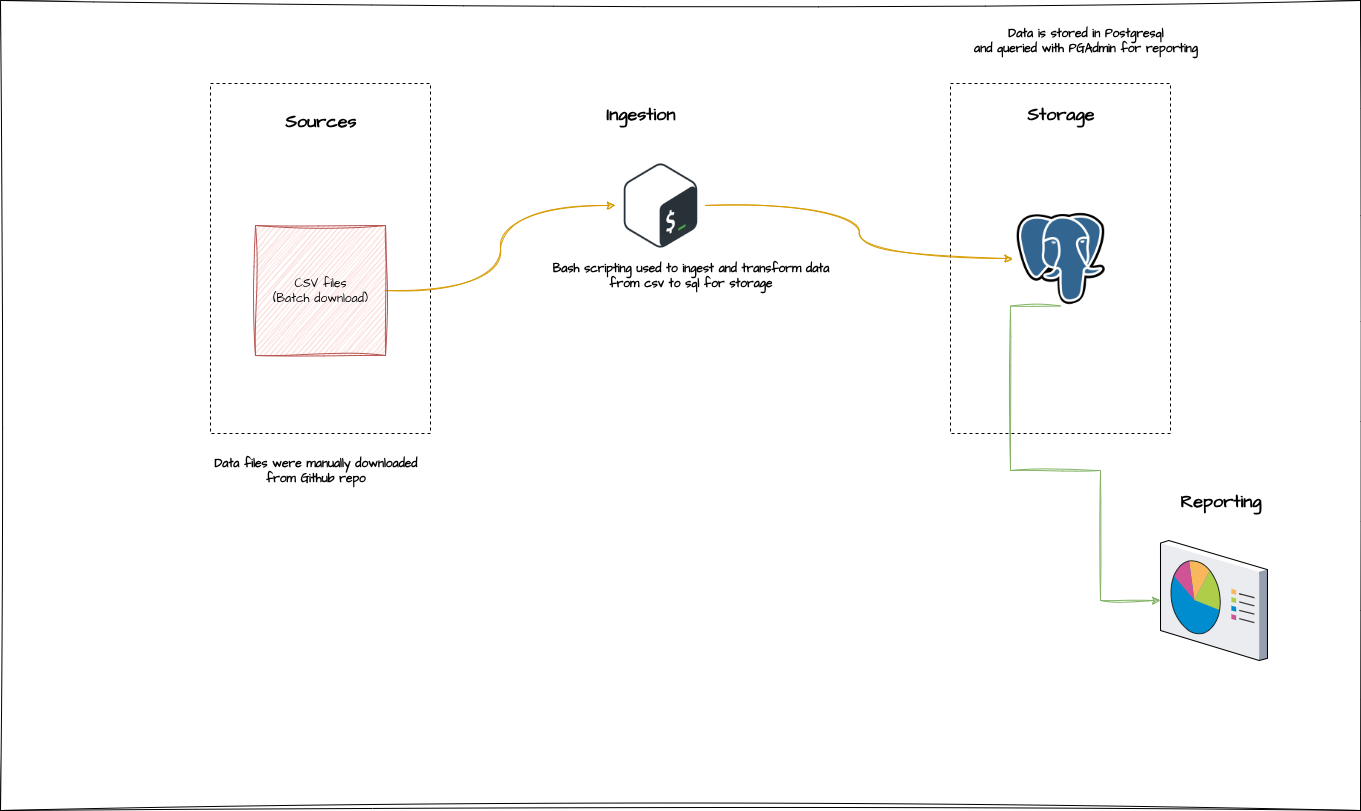 Data is stored in Postgresql
and queried with PGAdmin for reporting
Sources
Ingestion
Storage
$
CSV files
(Batch download)
Bash scripting used to ingest and transform data
from csv to sql for storage
Data files were manually downloaded
from Github repo
Reporting